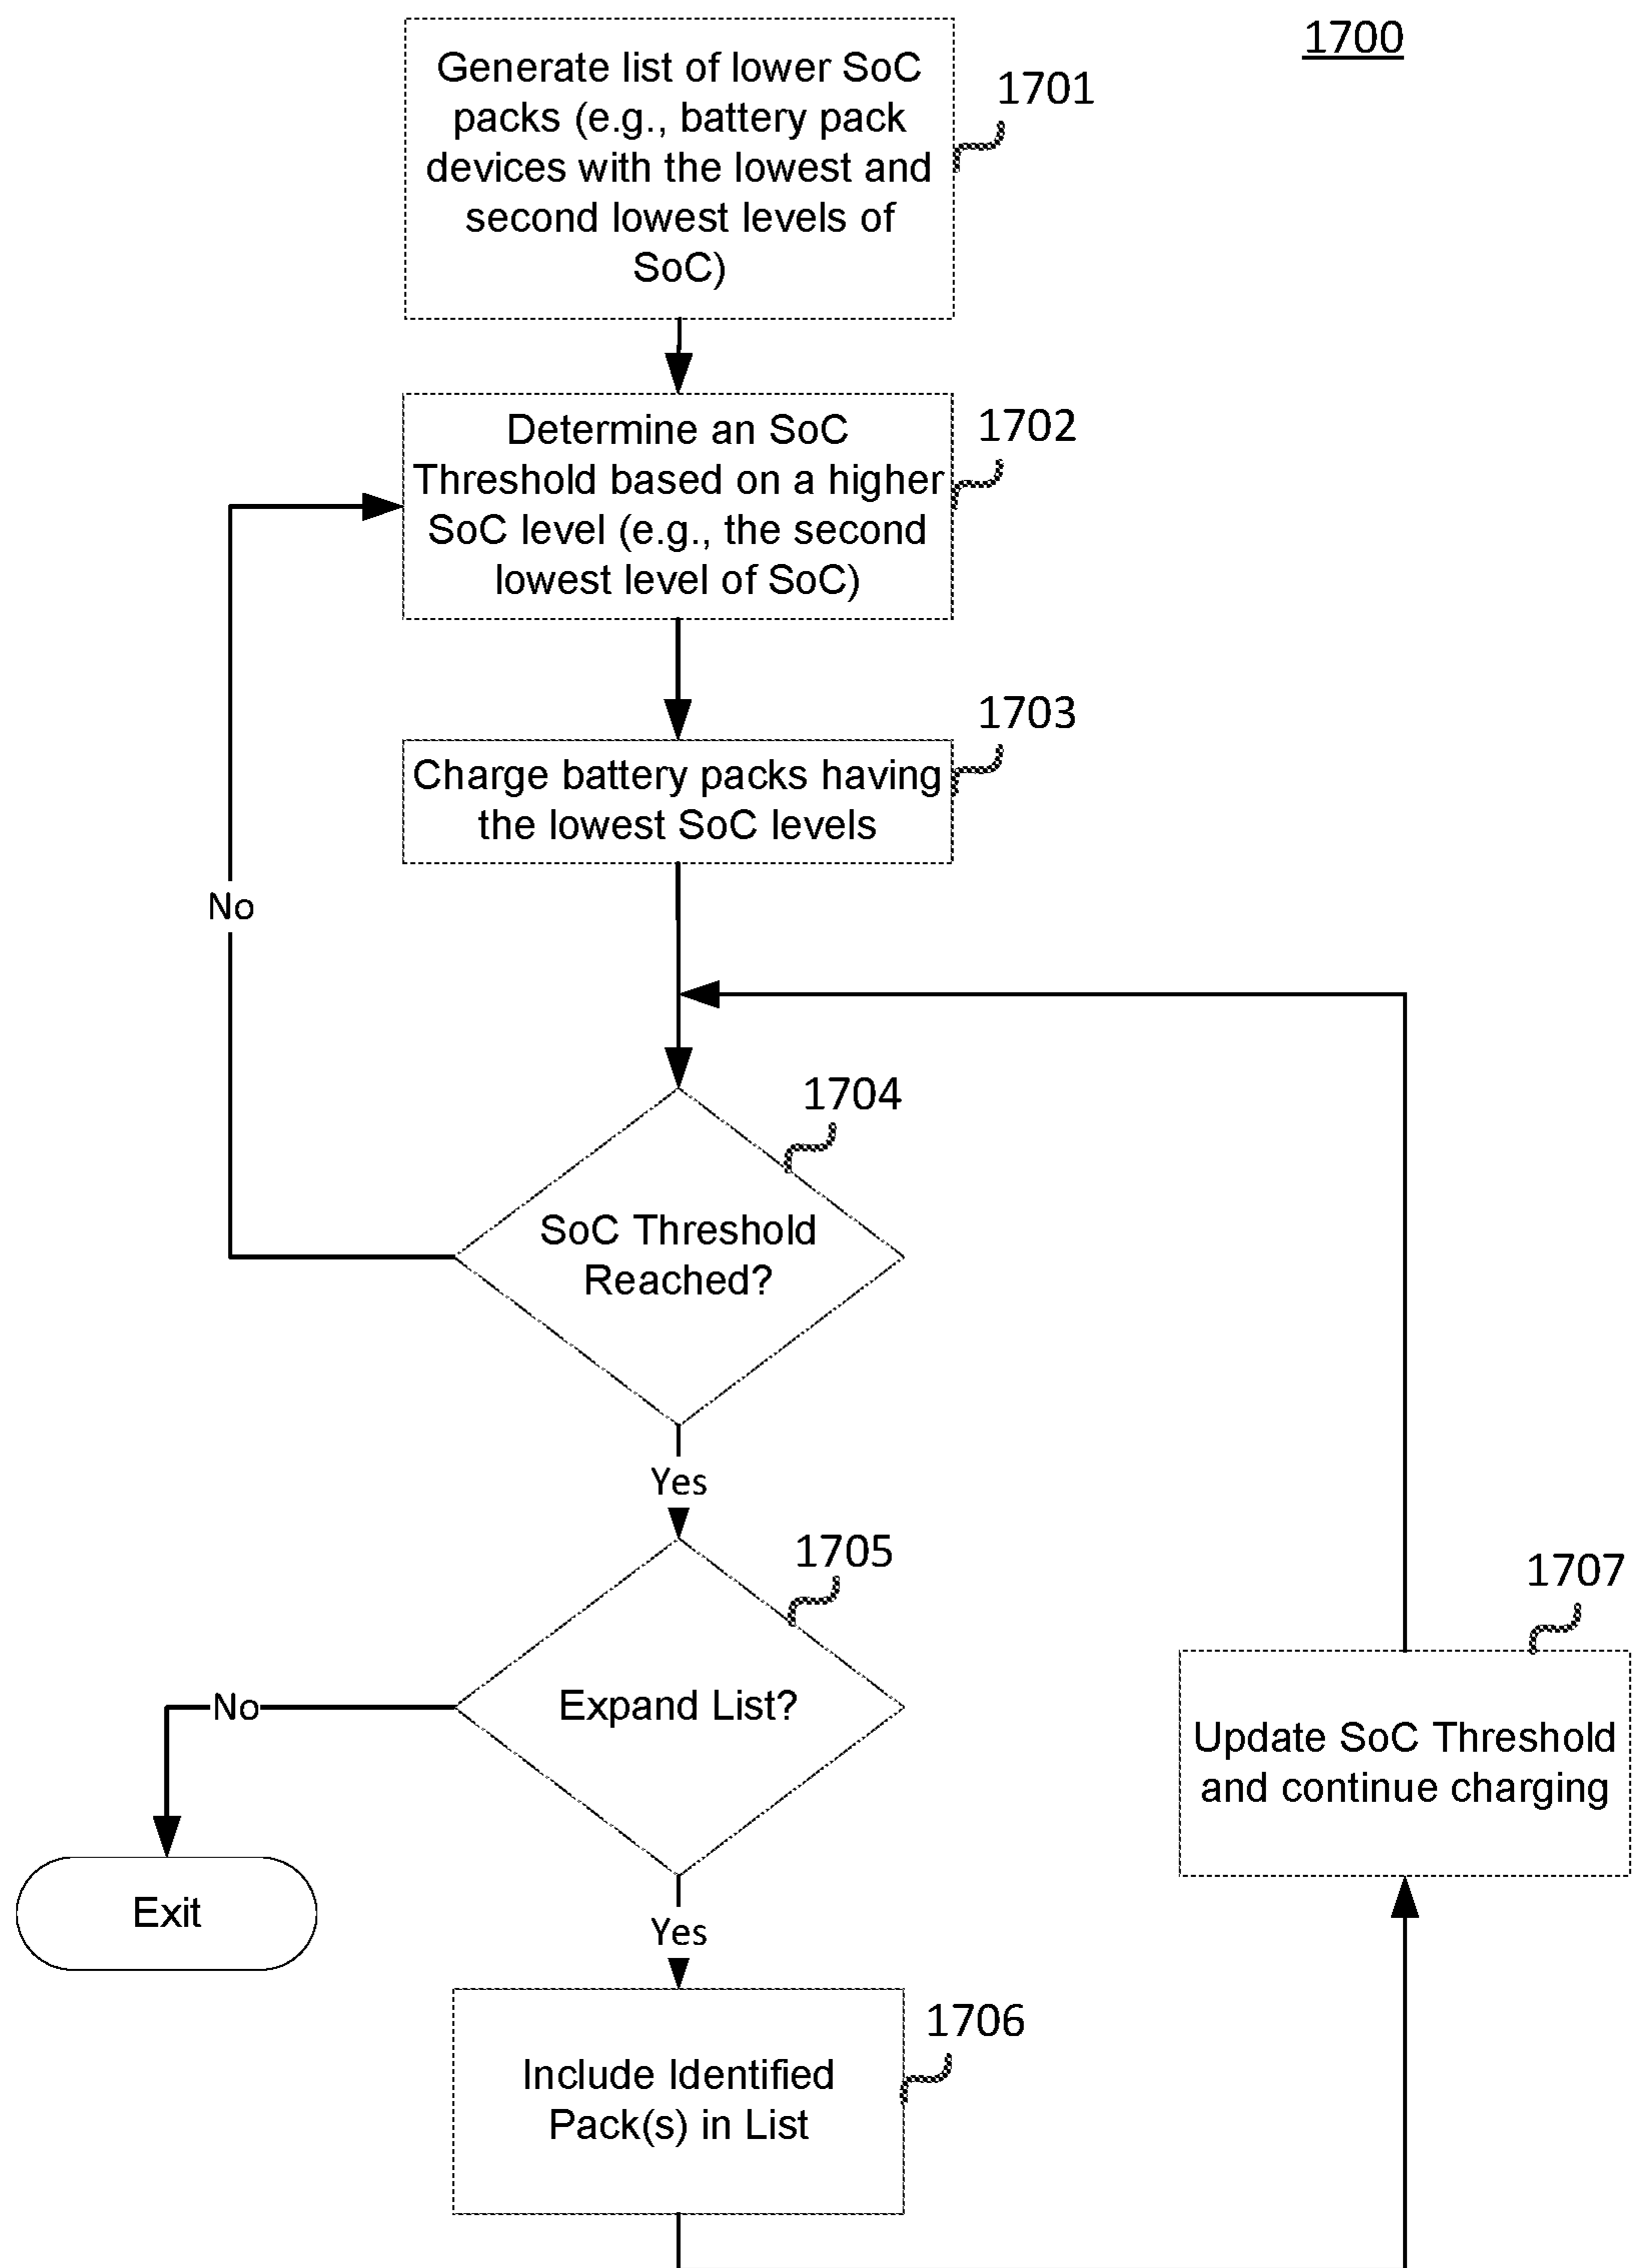 1700
Generate list of lower SoC
packs (e.g., battery pack
devices with the lowest and
second lowest levels of
SoC)
1701
Determine an SoC
Threshold based on a higher
SoC level (e.g., the second
lowest level of SoC)
1702
Charge battery packs having
the lowest SoC levels
1703
No
1704
SoC Threshold
Reached?
Yes
1705
Expand List?
No
Exit
Yes
1706
Include Identified
Pack(s) in List
1707
Update SoC Threshold
and continue charging